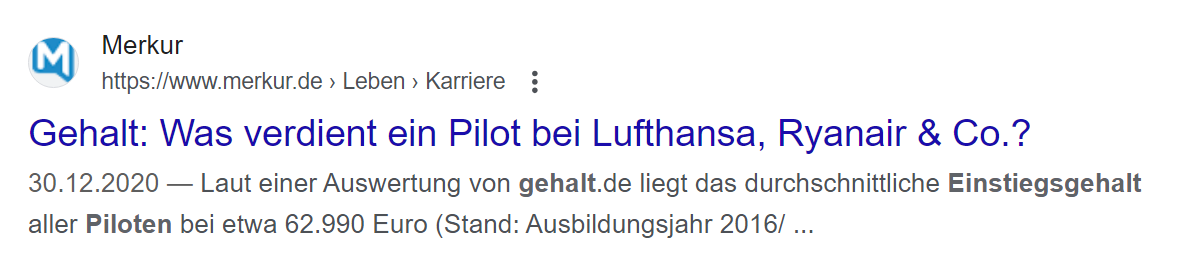 Merkur
https://www.merkur.de › Leben › Karriere
Gehalt: Was verdient ein Pilot bei Lufthansa, Ryanair & Co.?
30.12.2020 — Laut einer Auswertung von gehalt.de liegt das durchschnittliche Einstiegsgehalt
aller Piloten bei etwa 62.990 Euro (Stand: Ausbildungsjahr 2016/ ...